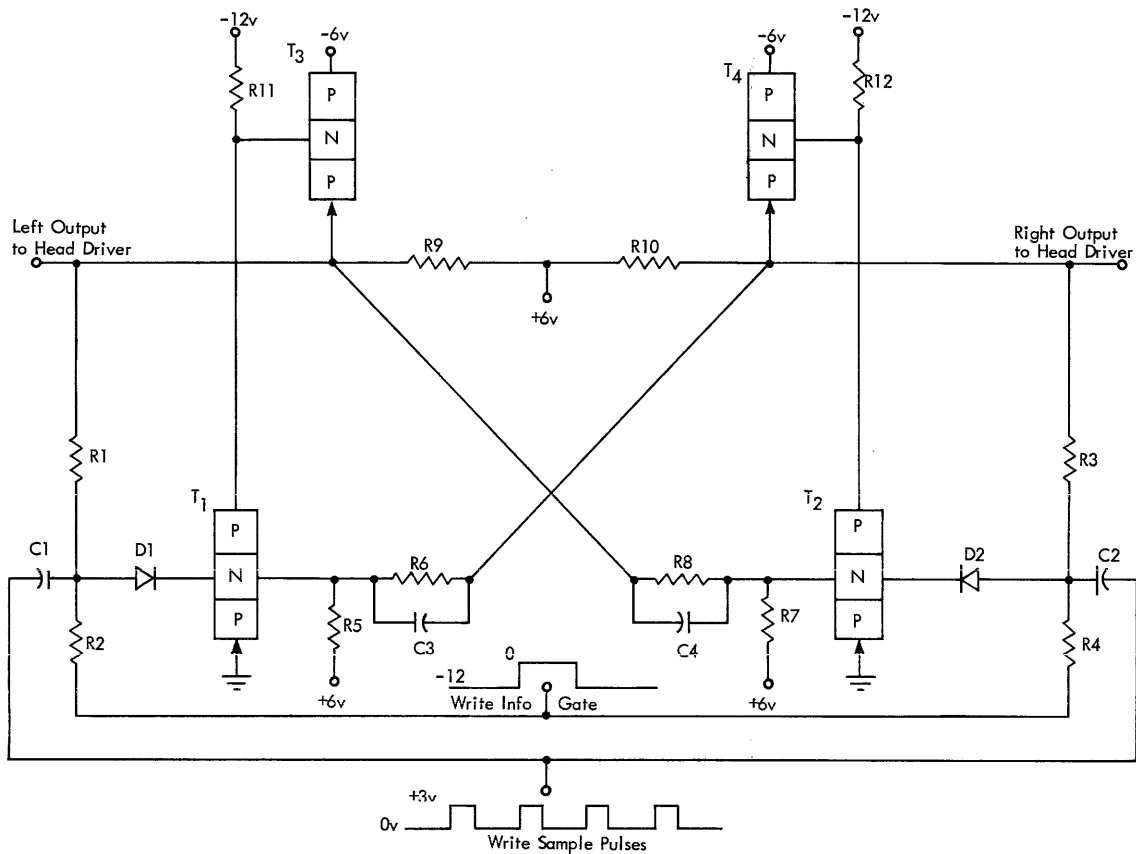 -12v
-12v
-6v
-6v
T3
T4
R11
R12
P
P
N
N
P
P
Left Output
to Head Driver
R9
R10
Right Output
to Head Driver
+6v
R1
R3
T1
T2
P
P
C1
D1
R6
R8
D2
C2
N
N
P
P
R2
R5
C3
C4
R7
R4
0
-12
+6v
+6v
Write Info Gate
+3v
0v
Write Sample Pulses